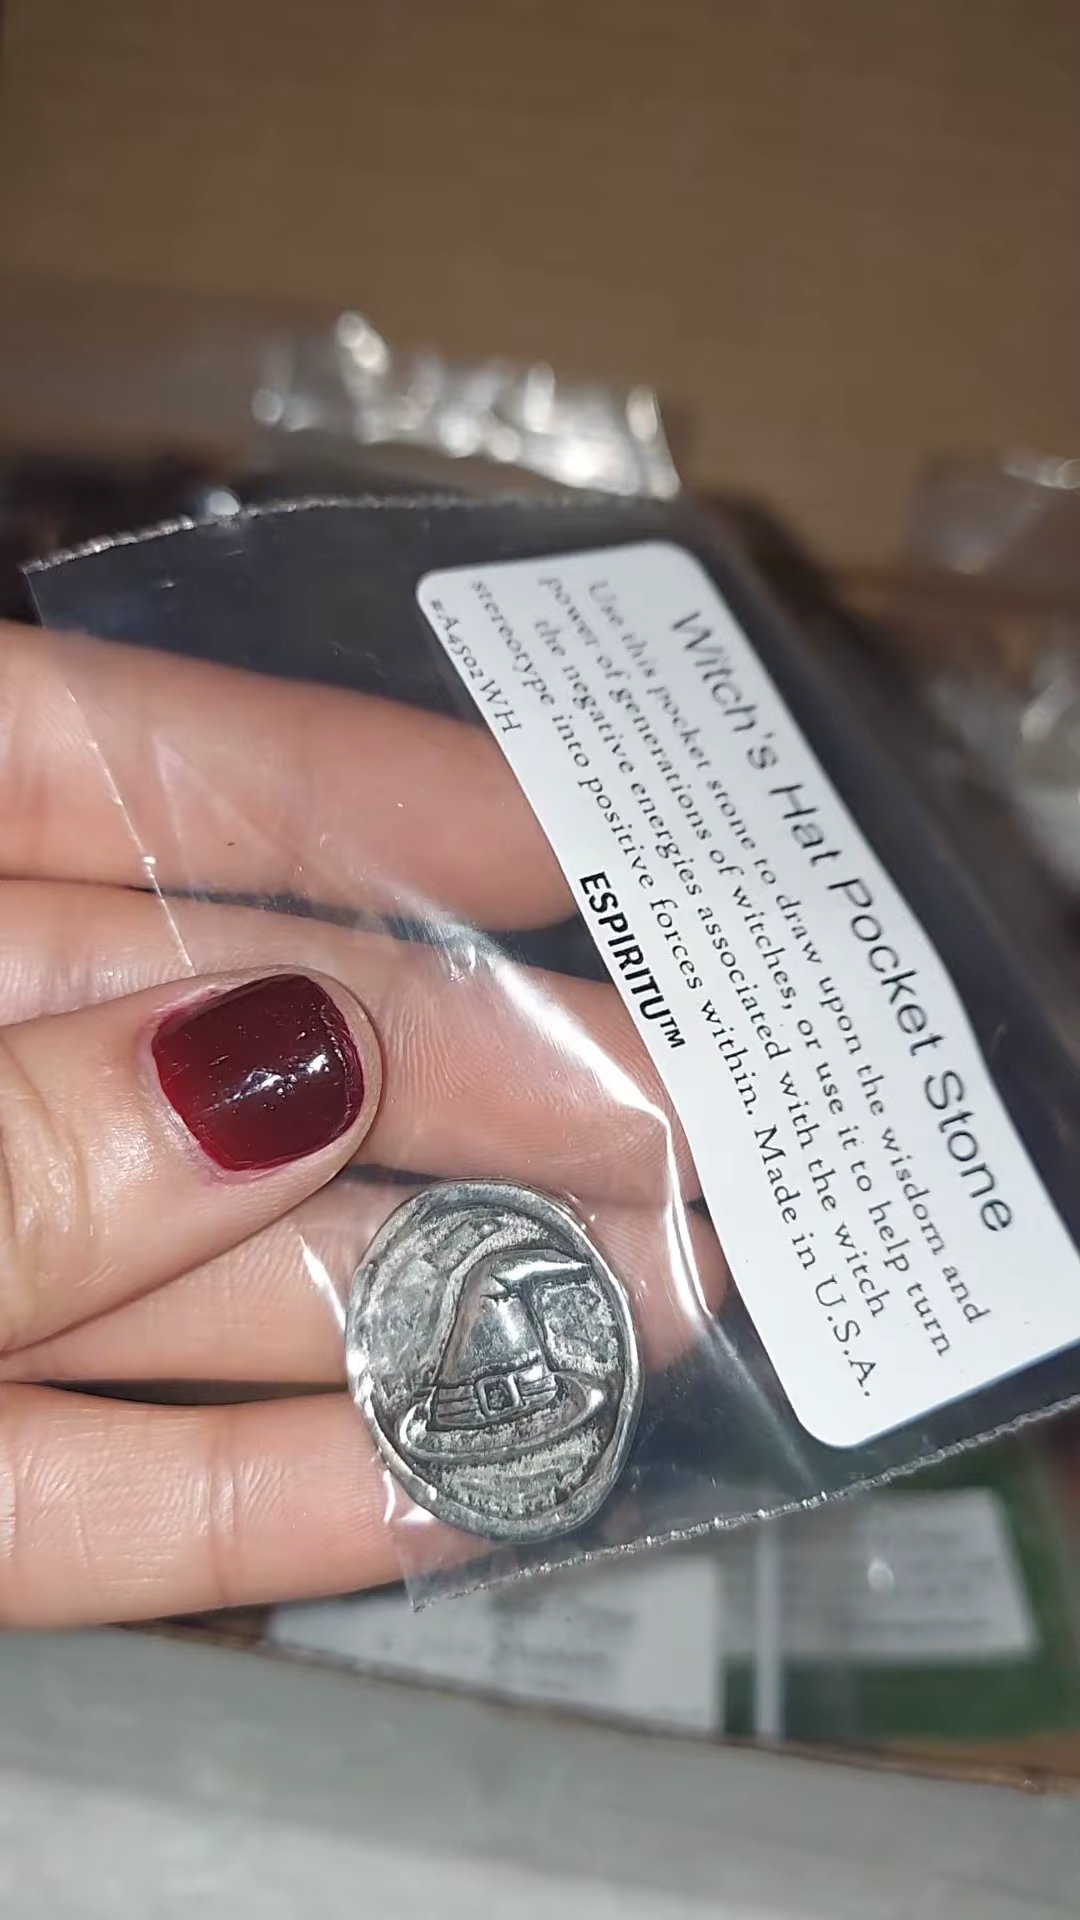 Witch's Hat Pocket Stone
Use this pocket stone to draw upon the wisdom and
power of generations of witches, or use it to help turn
the negative energies associated with the witch
stereotype into positive forces within. Made in U.S.A.
#A4502WH
ESPIRITU™